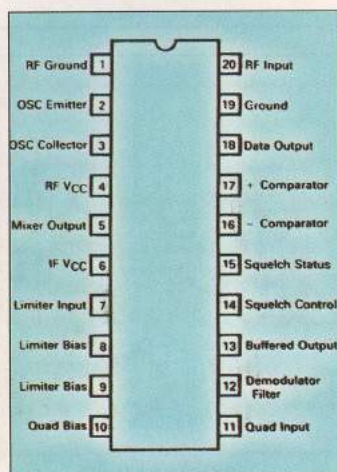 RF Ground 1
OSC Emitter 2
OSC Collector 3
RF VCC 4
Mixer Output 5
IF VCC 6
Limiter Input 7
Limiter Bias 8
Limiter Bias 9
Quad Bias 10
20 RF Input
19 Ground
18 Data Output
17 + Comparator
16 - Comparator
15 Squelch Status
14 Squelch Control
13 Buffered Output
12 Demodulator
Filter
11 Quad Input